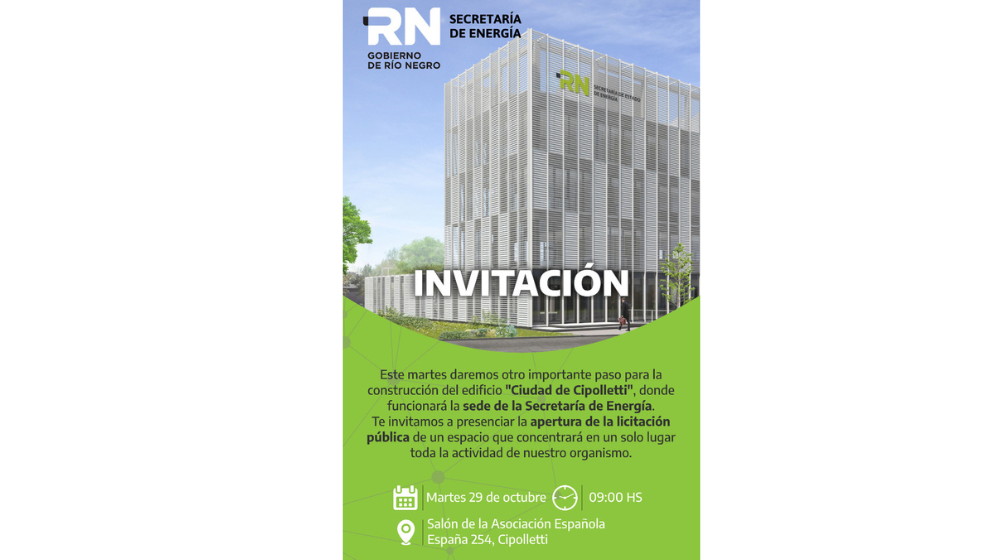 RN
SECRETARÍA
DE ENERGÍA
GOBIERNO
DE RÍO NEGRO
RN
SECRETARÍA DE ESTADO
DE ENERGÍA
INVITACIÓN
Este martes daremos otro importante paso para la
construcción del edificio "Ciudad de Cipolletti", donde
funcionará la sede de la Secretaría de Energía.
Te invitamos a presenciar la apertura de la licitación
pública de un espacio que concentrará en un solo lugar
toda la actividad de nuestro organismo.
Martes 29 de octubre
09:00 HS
Salón de la Asociación Española
España 254, Cipolletti